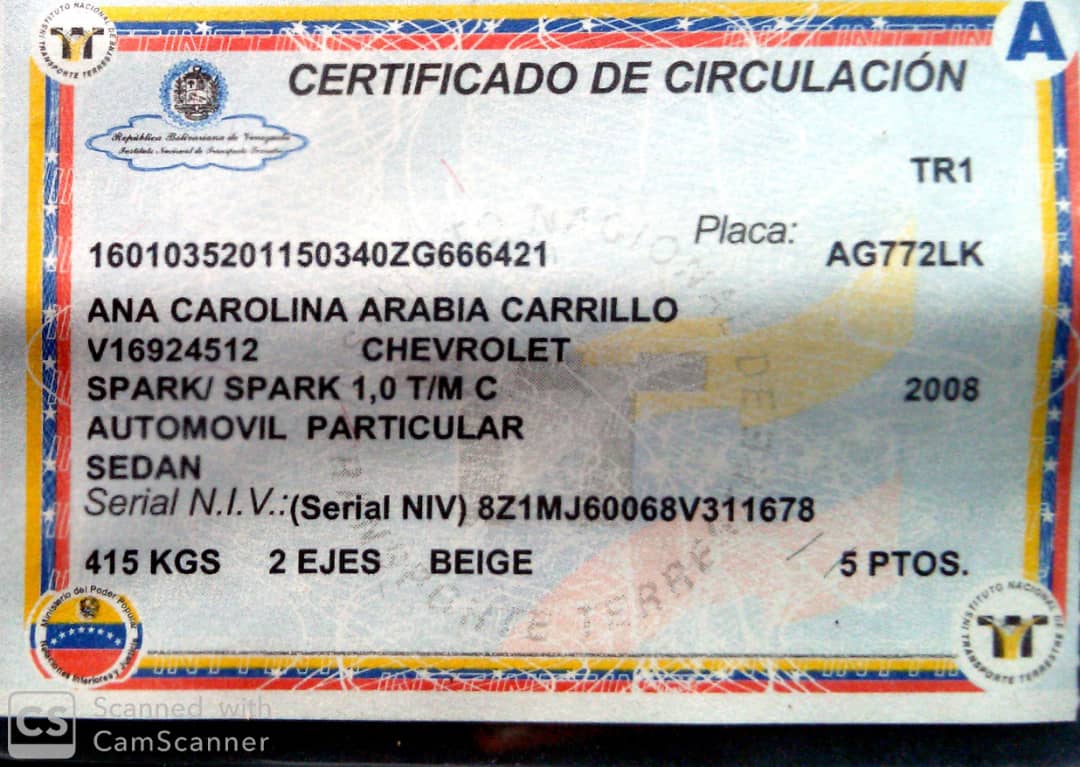 INSTITUTO NACIONAL DE TRANSPORTE TERRESTRE
INTT
A
CERTIFICADO DE CIRCULACIÓN
República Bolivariana de Venezuela
Instituto Nacional de Transporte Terrestre
TR1
Placa:
160103520115034OZG666421 AG772LK
ANA CAROLINA ARABIA CARRILLO
V16924512 CHEVROLET
SPARK/ SPARK 1,0 T/M C 2008
AUTOMOVIL PARTICULAR
SEDAN
Serial N.I.V.: (Serial NIV) 8Z1MJ60068V311678
415 KGS 2 EJES BEIGE 5 PTOS.
Ministerio del Poder Popular
Relaciones Interiores y Justicia
INSTITUTO NACIONAL DE TRANSPORTE TERRESTRE
CS Scanned with
CamScanner